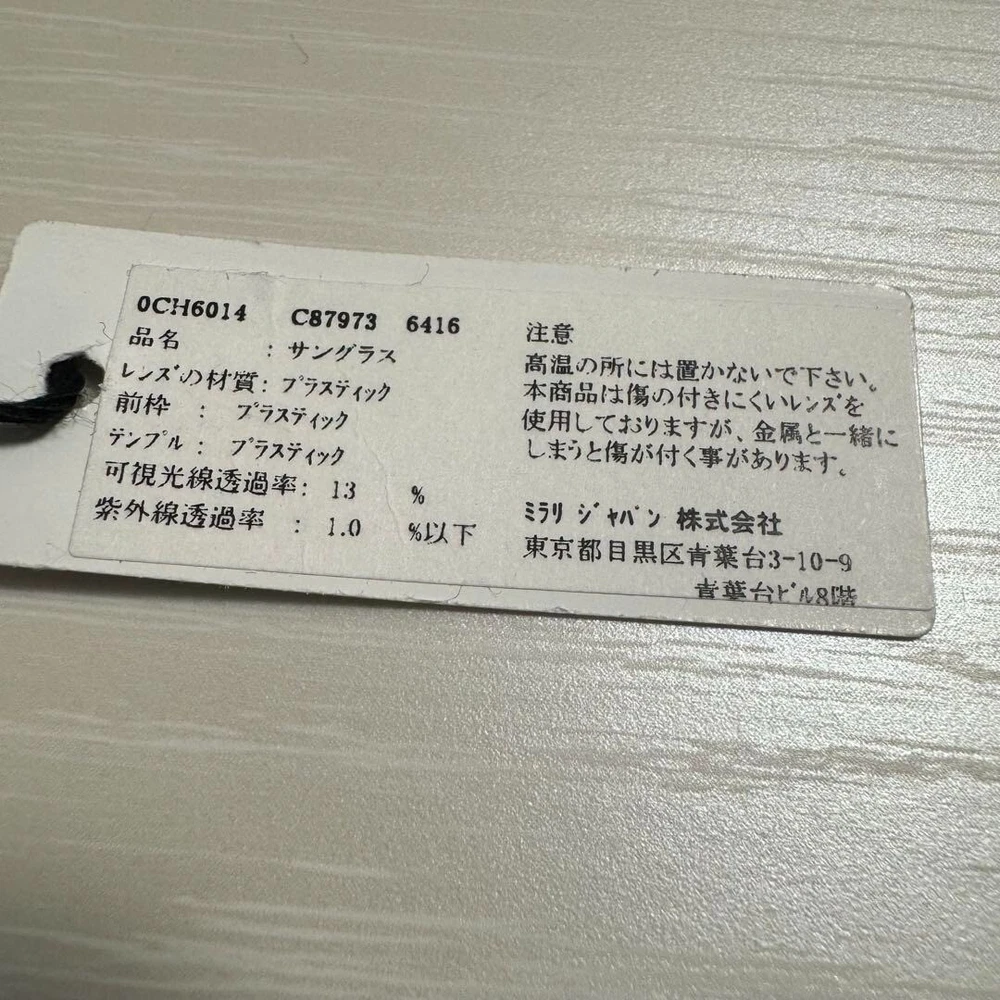 0CH6014 C87973 6416
品名 : サングラス
レンズの材質: プラスティック
前枠 : プラスティック
テンプル: プラスティック
可視光線透過率: 13 %
紫外線透過率 : 1.0 %以下
注意
高温の所には置かないで下さい。
本商品は傷の付きにくいレンズを
使用しておりますが、金属と一緒に
しまうと傷が付く事があります。
ミラリ ジャパン 株式会社
東京都目黒区青葉台3-10-9
青葉台ビル8階